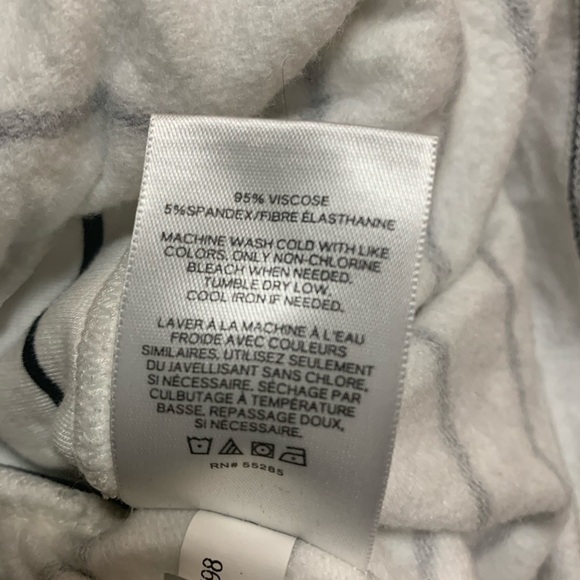 95% VISCOSE
5%SPANDEX/FIBRE ÉLASTHANNE
MACHINE WASH COLD WITH LIKE
COLORS. ONLY NON-CHLORINE
BLEACH WHEN NEEDED.
TUMBLE DRY LOW.
COOL IRON IF NEEDED.
LAVER À LA MACHINE À L'EAU
FROIDE AVEC COULEURS
SIMILAIRES. UTILISEZ SEULEMENT
DU JAVELLISANT SANS CHLORE,
SI NÉCESSAIRE. SÉCHAGE PAR
CULBUTAGE À TEMPÉRATURE
BASSE. REPASSAGE DOUX,
SI NÉCESSAIRE.
RN# 55285
98